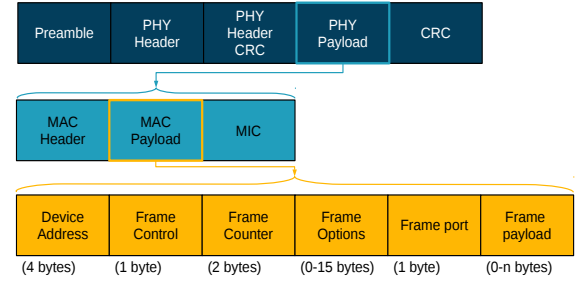 Preamble
PHY
Header
PHY
Header
CRC
PHY
Payload
CRC
MAC
Header
MAC
Payload
MIC
Device
Address
Frame
Control
Frame
Counter
Frame
Options
Frame port
Frame
payload
(4 bytes)
(1 byte)
(2 bytes)
(0-15 bytes)
(1 byte)
(0-n bytes)